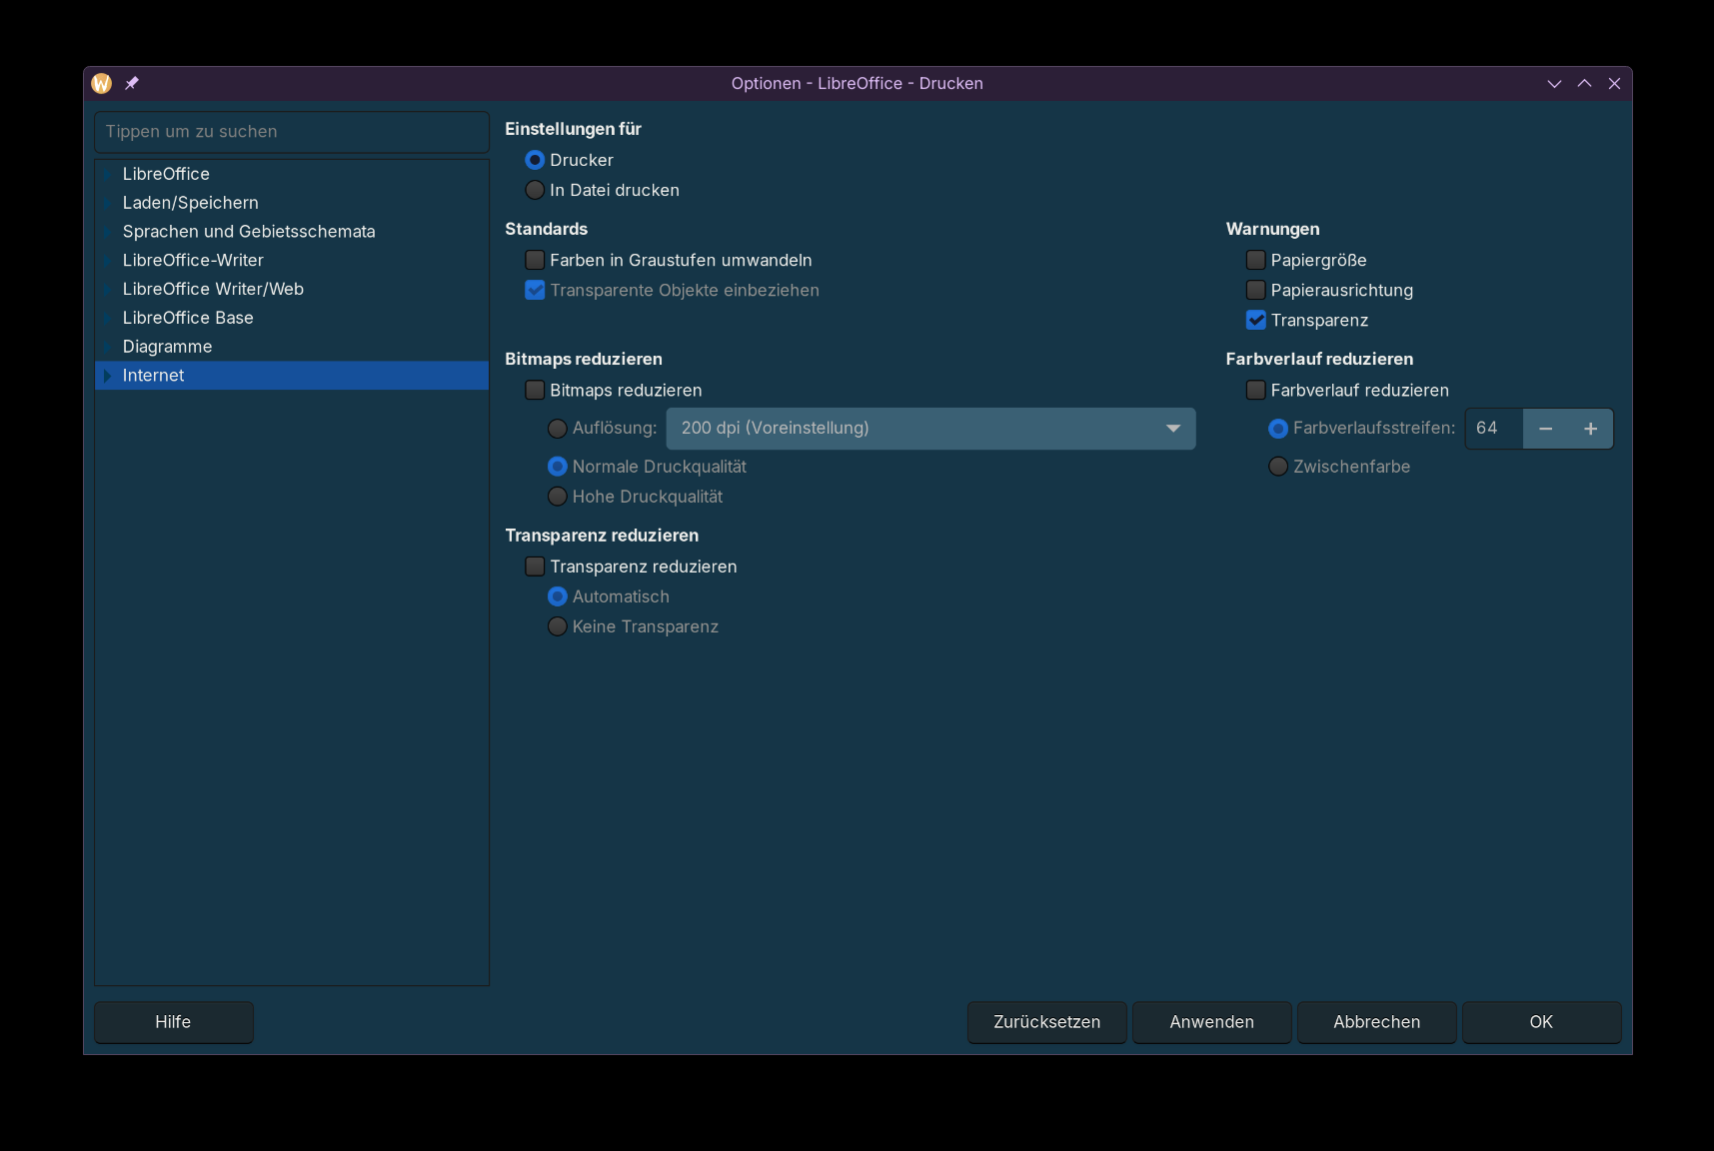 Optionen - LibreOffice - Drucken
Tippen um zu suchen
LibreOffice
Laden/Speichern
Sprachen und Gebietsschemata
LibreOffice-Writer
LibreOffice Writer/Web
LibreOffice Base
Diagramme
Internet
Einstellungen für
Drucker
In Datei drucken
Standards
Farben in Graustufen umwandeln
Transparente Objekte einbeziehen
Warnungen
Papiergröße
Papierausrichtung
Transparenz
Bitmaps reduzieren
Bitmaps reduzieren
Auflösung: 200 dpi (Voreinstellung)
Normale Druckqualität
Hohe Druckqualität
Farbverlauf reduzieren
Farbverlauf reduzieren
Farbverlaufsstreifen: 64 − +
Zwischenfarbe
Transparenz reduzieren
Transparenz reduzieren
Automatisch
Keine Transparenz
Hilfe Zurücksetzen Anwenden Abbrechen OK